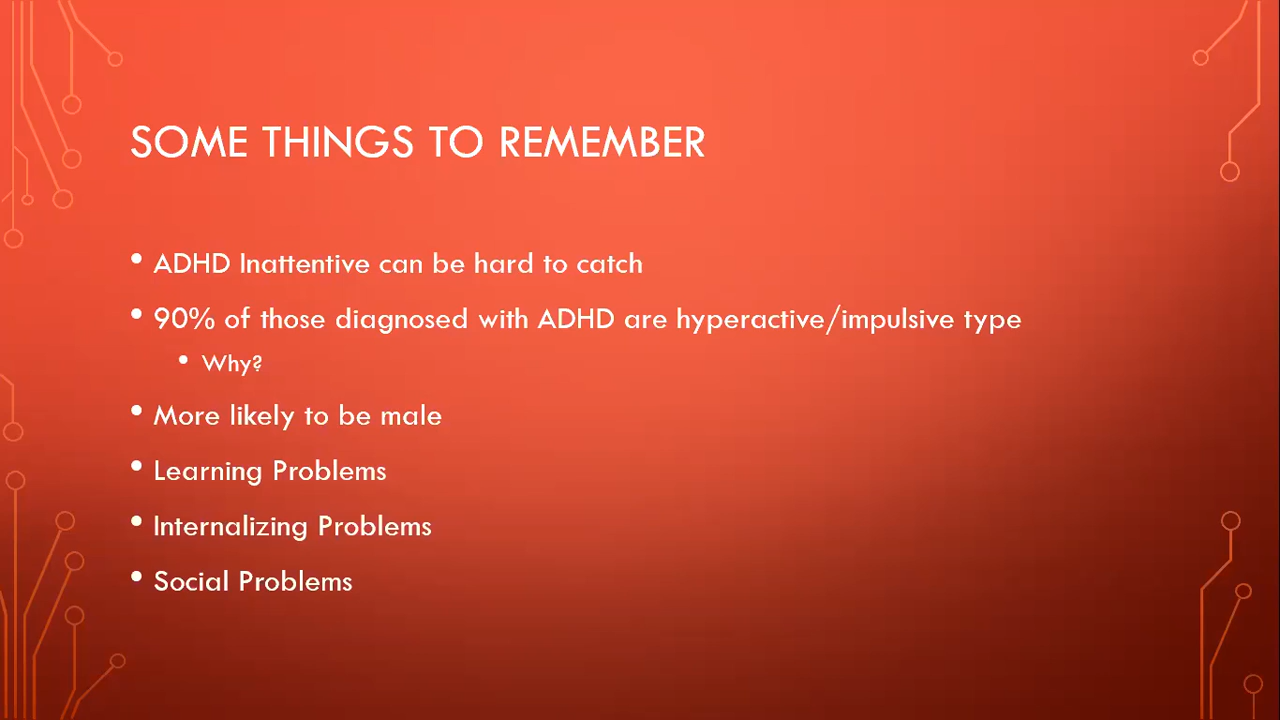 SOME THINGS TO REMEMBER
• ADHD Inattentive can be hard to catch
• 90% of those diagnosed with ADHD are hyperactive/impulsive type
• Why?
• More likely to be male
• Learning Problems
• Internalizing Problems
• Social Problems